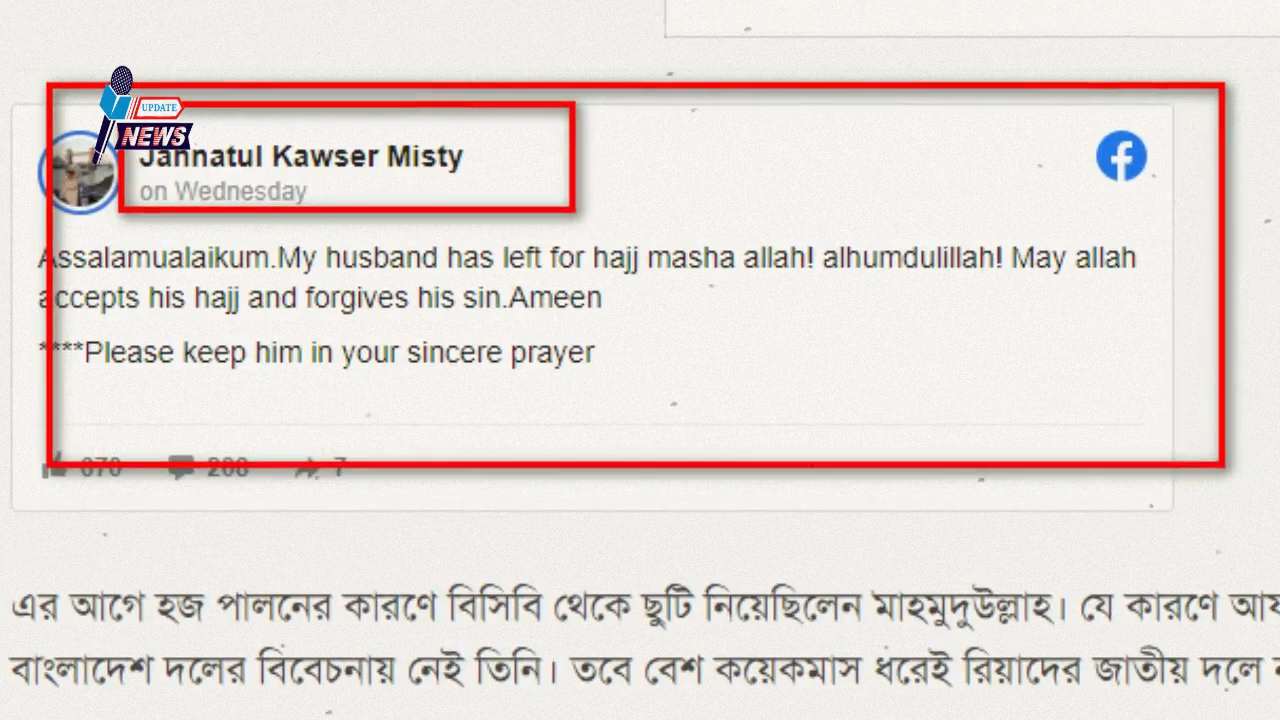 UPDATE
NEWS
Jannatul Kawser Misty
on Wednesday
Assalamualaikum.My husband has left for hajj masha allah! alhumdulillah! May allah
accepts his hajj and forgives his sin.Ameen
****Please keep him in your sincere prayer
7
এর আগে হজ পালনের কারণে বিসিবি থেকে ছুটি নিয়েছিলেন মাহমুদুউল্লাহ। যে কারণে
বাংলাদেশ দলের বিবেচনায় নেই তিনি। তবে বেশ কয়েকমাস ধরেই রিয়াদের জাতীয় দলে